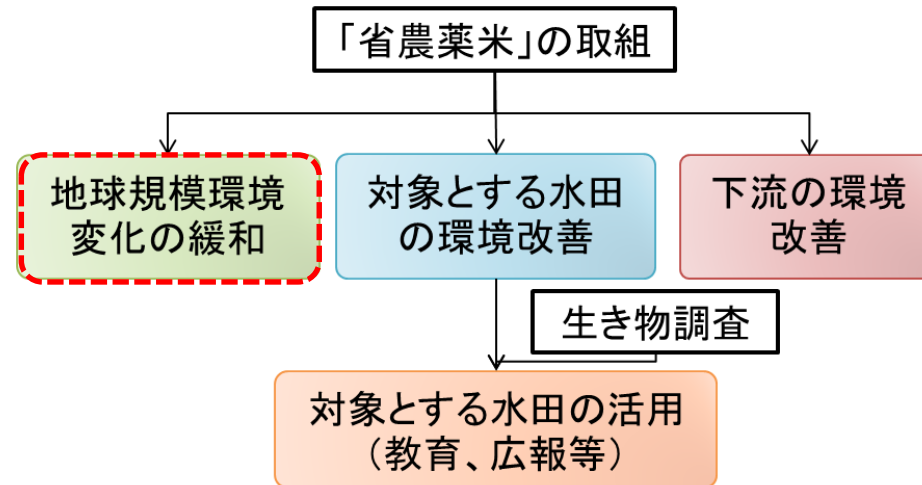 「省農薬米」の取組
地球規模環境
変化の緩和
対象とする水田
の環境改善
下流の環境
改善
生き物調査
対象とする水田の活用
（教育、広報等）